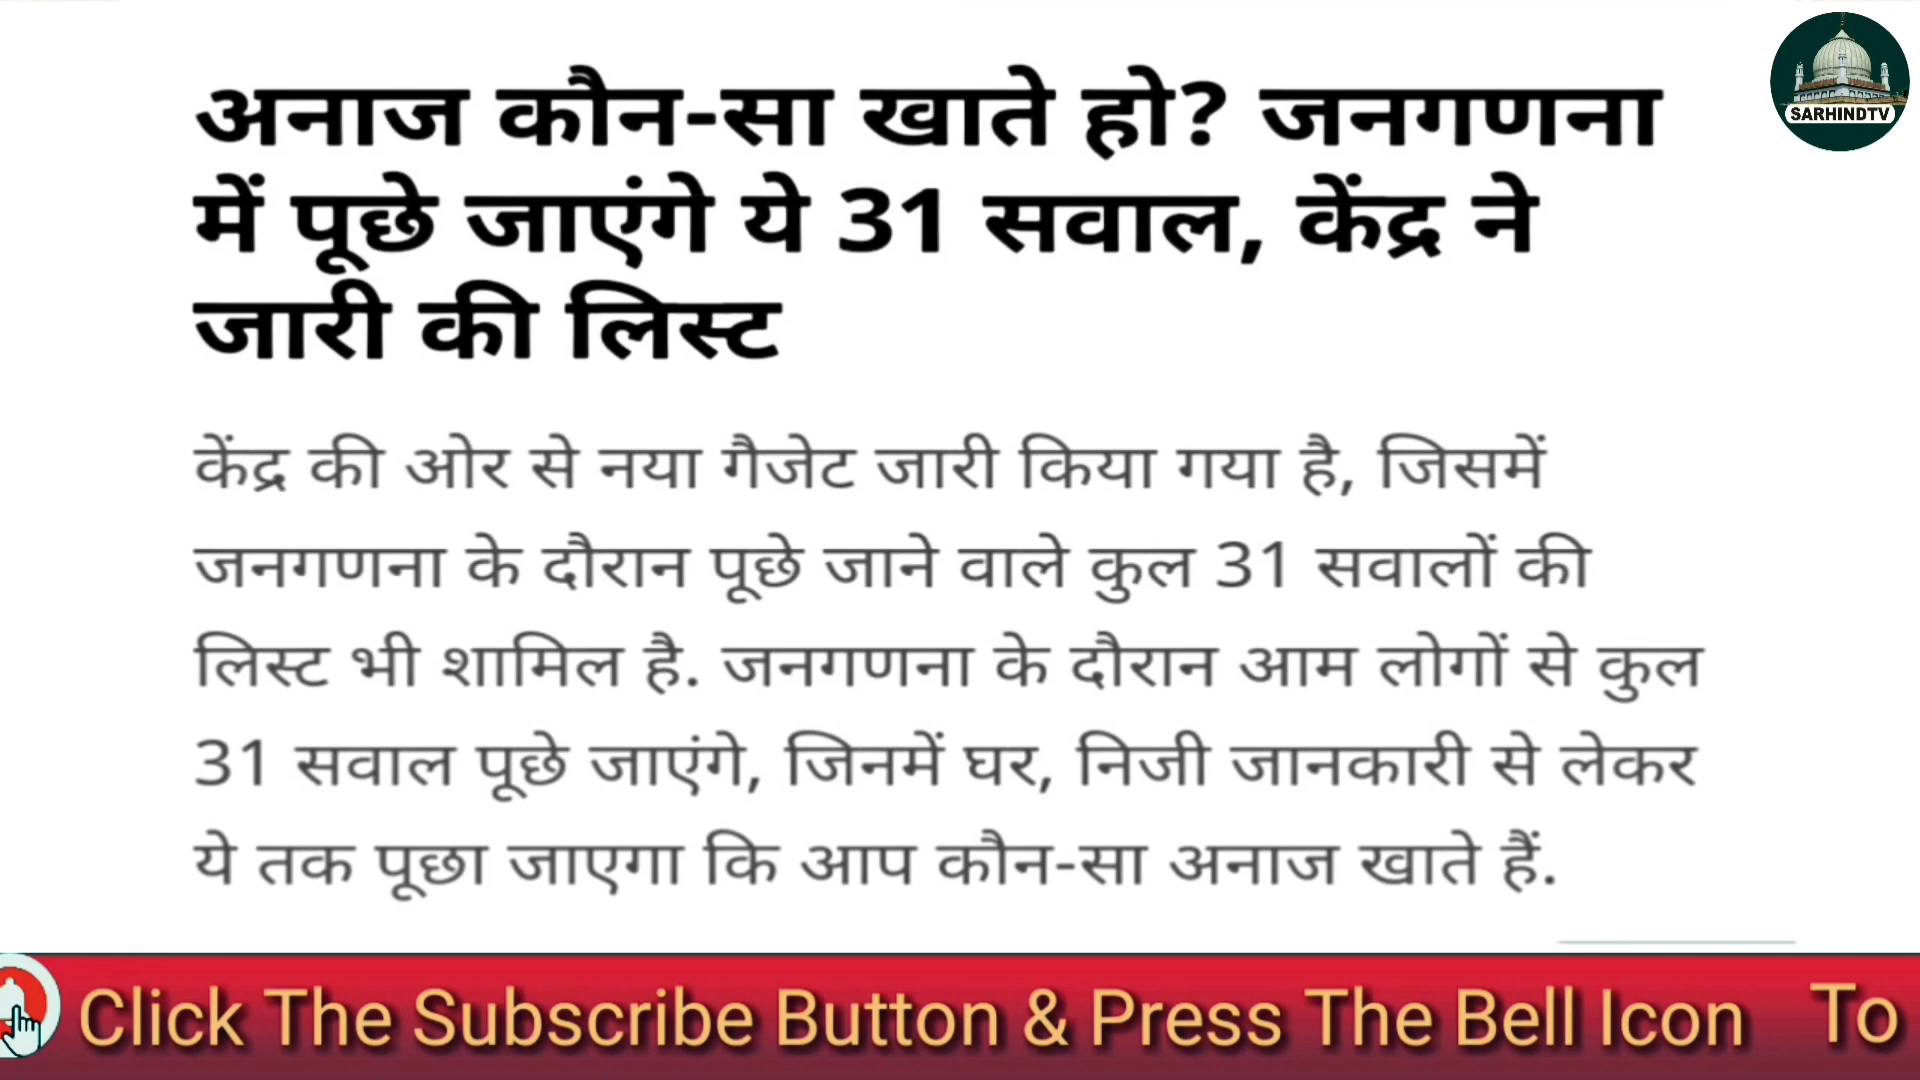 अनाज कौन-सा खाते हो? जनगणना
में पूछे जाएंगे ये 31 सवाल, केंद्र ने
जारी की लिस्ट
SARHINDTV
केंद्र की ओर से नया गैजेट जारी किया गया है, जिसमें
जनगणना के दौरान पूछे जाने वाले कुल 31 सवालों की
लिस्ट भी शामिल है. जनगणना के दौरान आम लोगों से कुल
31 सवाल पूछे जाएंगे, जिनमें घर, निजी जानकारी से लेकर
ये तक पूछा जाएगा कि आप कौन-सा अनाज खाते हैं.
Click The Subscribe Button & Press The Bell Icon To